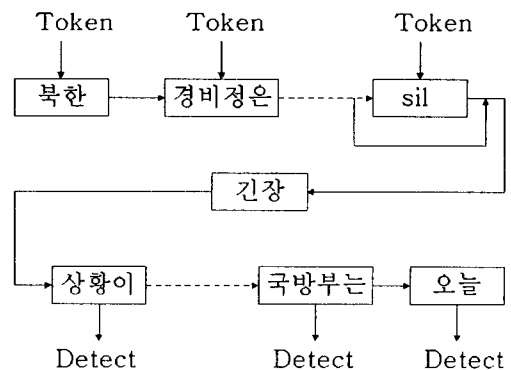 Token Token Token
북한 경비정은 sil
긴장
상황이 국방부는 오늘
Detect Detect Detect